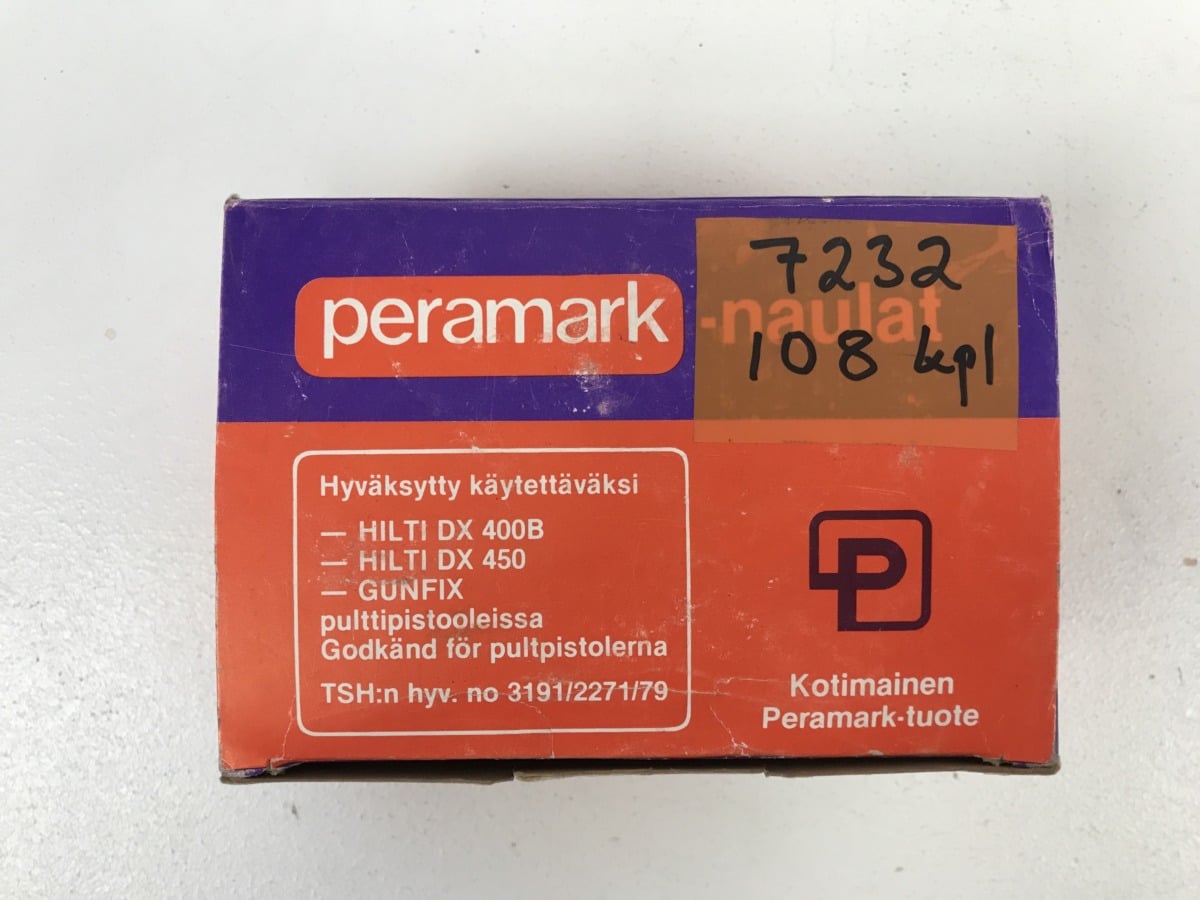 7232
peramark -naulat
108 kpl
Hyväksytty käytettäväksi
— HILTI DX 400B
— HILTI DX 450
— GUNFIX
pulttipistooleissa
Godkänd för pultpistolerna
TSH:n hyv. no 3191/2271/79
P
Kotimainen
Peramark-tuote